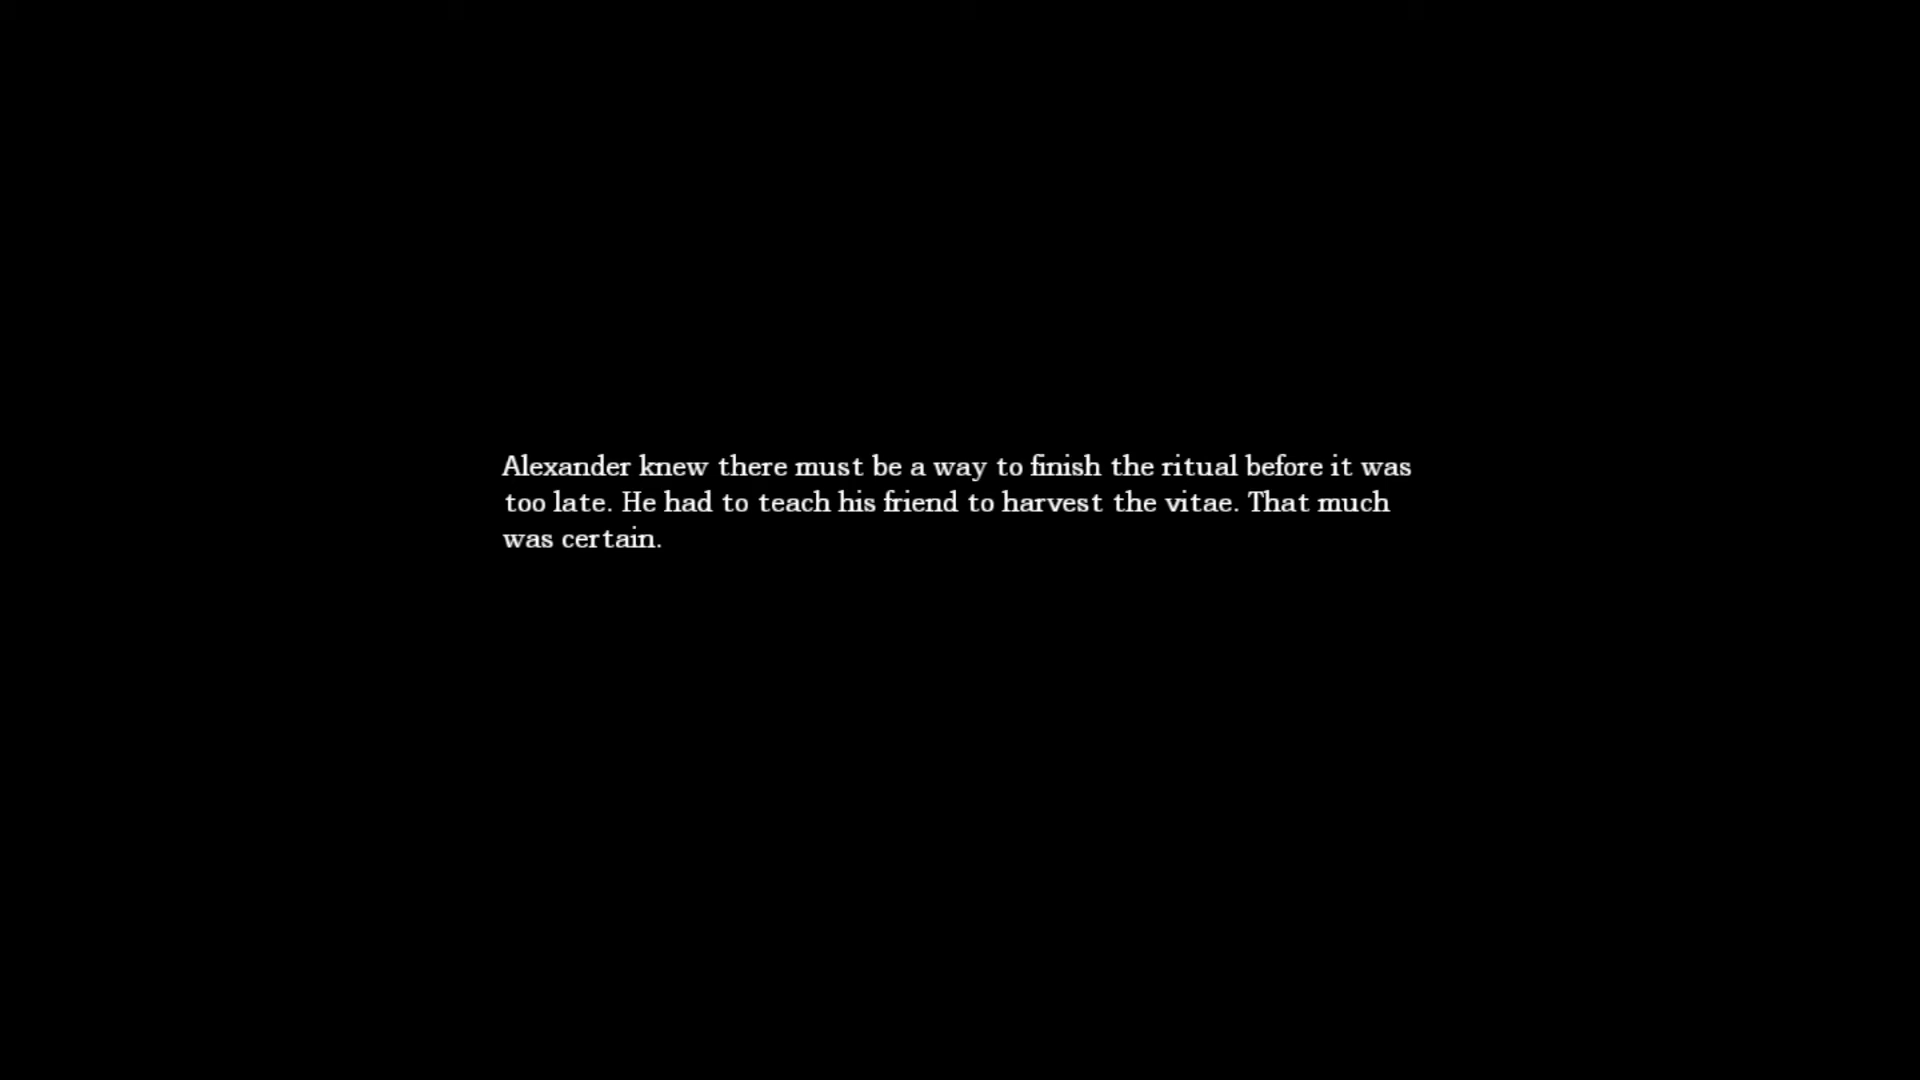 Alexander knew there must be a way to finish the ritual before it was
too late. He had to teach his friend to harvest the vitae. That much
was certain.